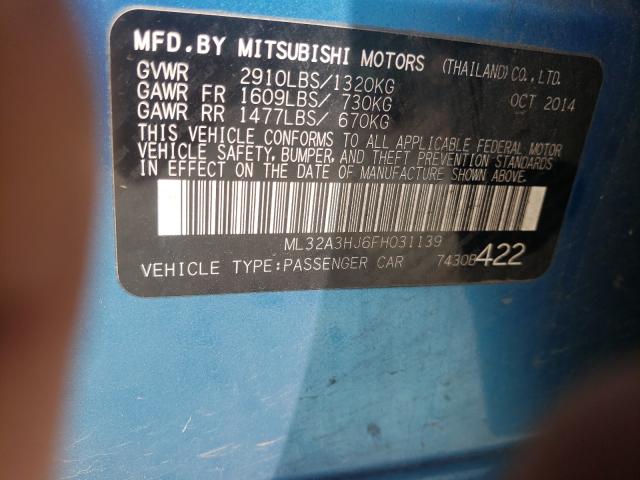 MFD.BY MITSUBISHI MOTORS (THAILAND) CO., LTD.
GVWR 2910LBS/1320KG OCT 2014
GAWR FR 1609LBS/ 730KG
GAWR RR 1477LBS/ 670KG
THIS VEHICLE CONFORMS TO ALL APPLICABLE FEDERAL MOTOR
VEHICLE SAFETY, BUMPER, AND THEFT PREVENTION STANDARDS
IN EFFECT ON THE DATE OF MANUFACTURE SHOWN ABOVE.
ML32A3HJ6FH031139
VEHICLE TYPE:PASSENGER CAR 7430B422